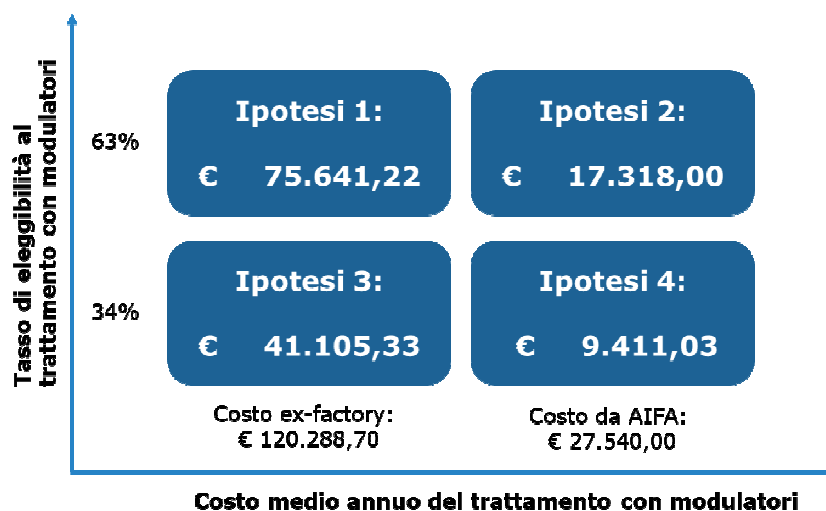 Tasso di eleggibilità al
trattamento con modulatori
63%
Ipotesi 1:
€ 75.641,22
Ipotesi 2:
€ 17.318,00
34%
Ipotesi 3:
€ 41.105,33
Ipotesi 4:
€ 9.411,03
Costo ex-factory:
€ 120.288,70
Costo da AIFA:
€ 27.540,00
Costo medio annuo del trattamento con modulatori